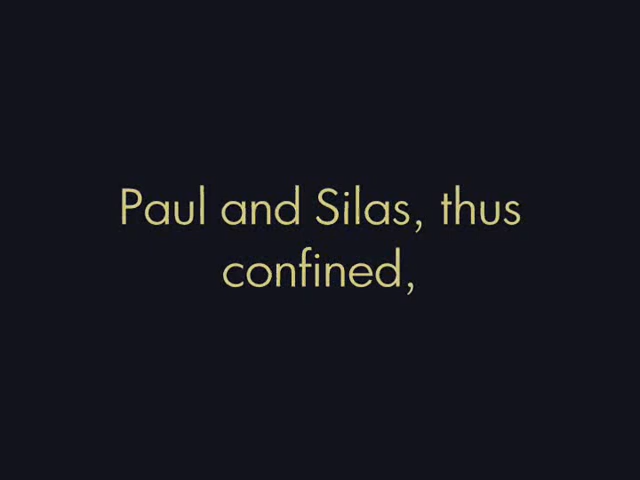 Paul and Silas, thus
confined,